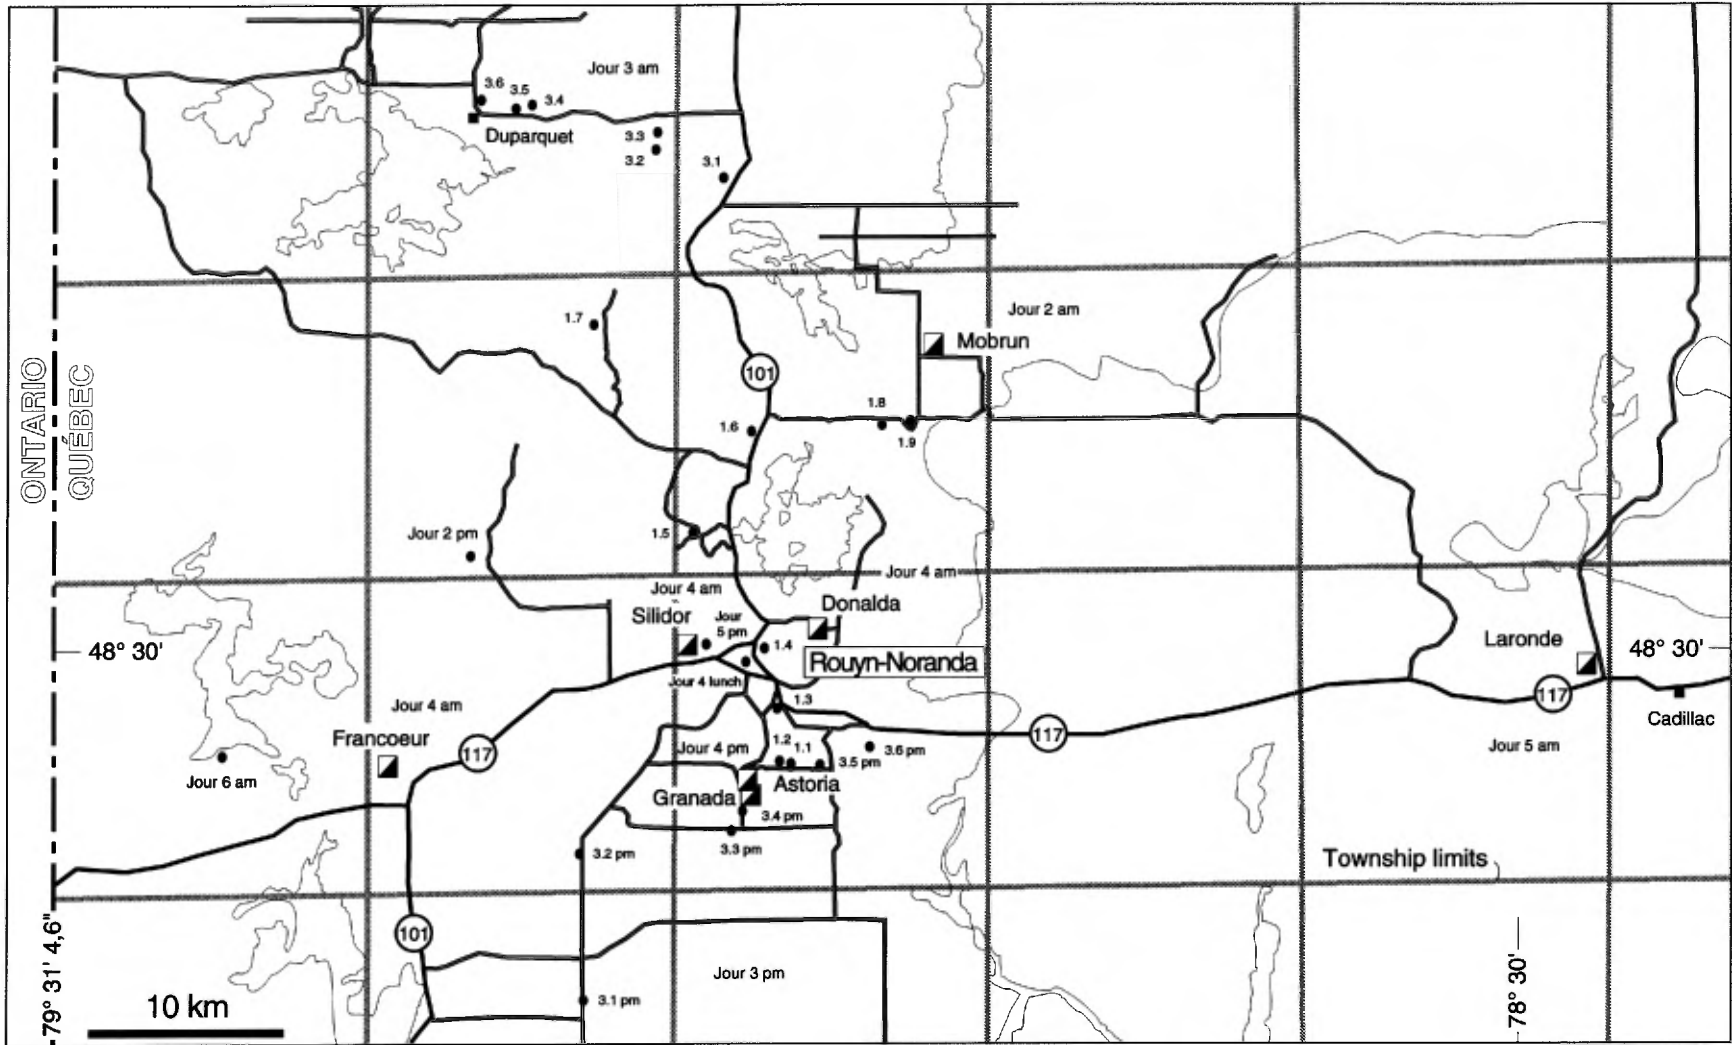 Jour 3 am
3.6
3.5
3.4
Duparquet
3.3
3.2
3.1
1.7
Jour 2 am
Mobrun
101
ONTARIO
QUÉBEC
1.8
1.6
1.9
Jour 2 pm
1.5
Jour 4 am
Jour 4 am
Silidor
Jour
5 pm
Donalda
1.4
48° 30'
Rouyn-Noranda
Laronde
48° 30'
Jour 4 lunch
1.3
117
Cadillac
Jour 4 am
Francoeur
117
117
Jour 4 pm
1.2
1.1
3.5 pm
3.6 pm
Jour 5 am
Jour 6 am
Granada
Astoria
3.4 pm
3.3 pm
3.2 pm
Township limits
101
79° 31' 4,6"
78° 30'
Jour 3 pm
3.1 pm
10 km